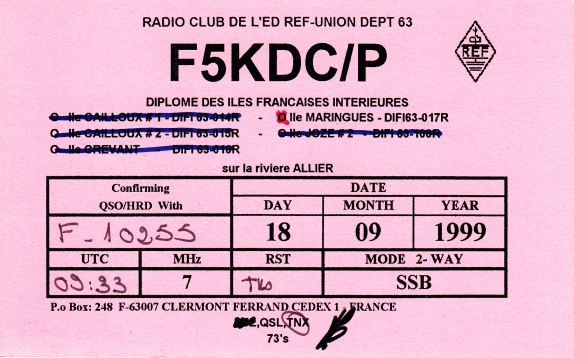 RADIO CLUB DE L'ED REF-UNION DEPT 63
F5KDC/P
REF
DIPLOME DES ILES FRANCAISES INTERIEURES
O Ile CAILLOUX # 1 - DIFI 63-014R - O Ile MARINGUES - DIFI63-017R
O Ile CAILLOUX # 2 - DIFI 63-015R - O Ile JOZE # 2 - DIFI 63-100R
O Ile CREVANT DIFI 63-016R
sur la riviere ALLIER
Confirming DATE
QSO/HRD With DAY MONTH YEAR
F-10255 18 09 1999
UTC MHz RST MODE 2-WAY
09:33 7 SSB
P.o Box: 248 F-63007 CLERMONT FERRAND CEDEX 1 - FRANCE
,QSL,TNX
73's